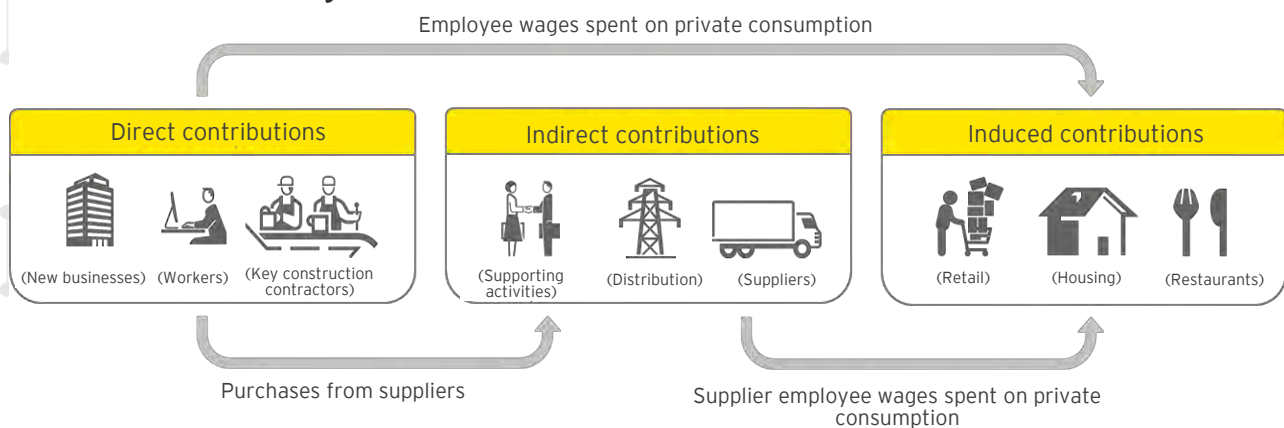 Employee wages spent on private consumption
Direct contributions
Indirect contributions
Induced contributions
(New businesses)
(Workers)
(Key construction
contractors)
(Supporting
activities)
(Distribution)
(Suppliers)
(Retail)
(Housing)
(Restaurants)
Purchases from suppliers
Supplier employee wages spent on private
consumption